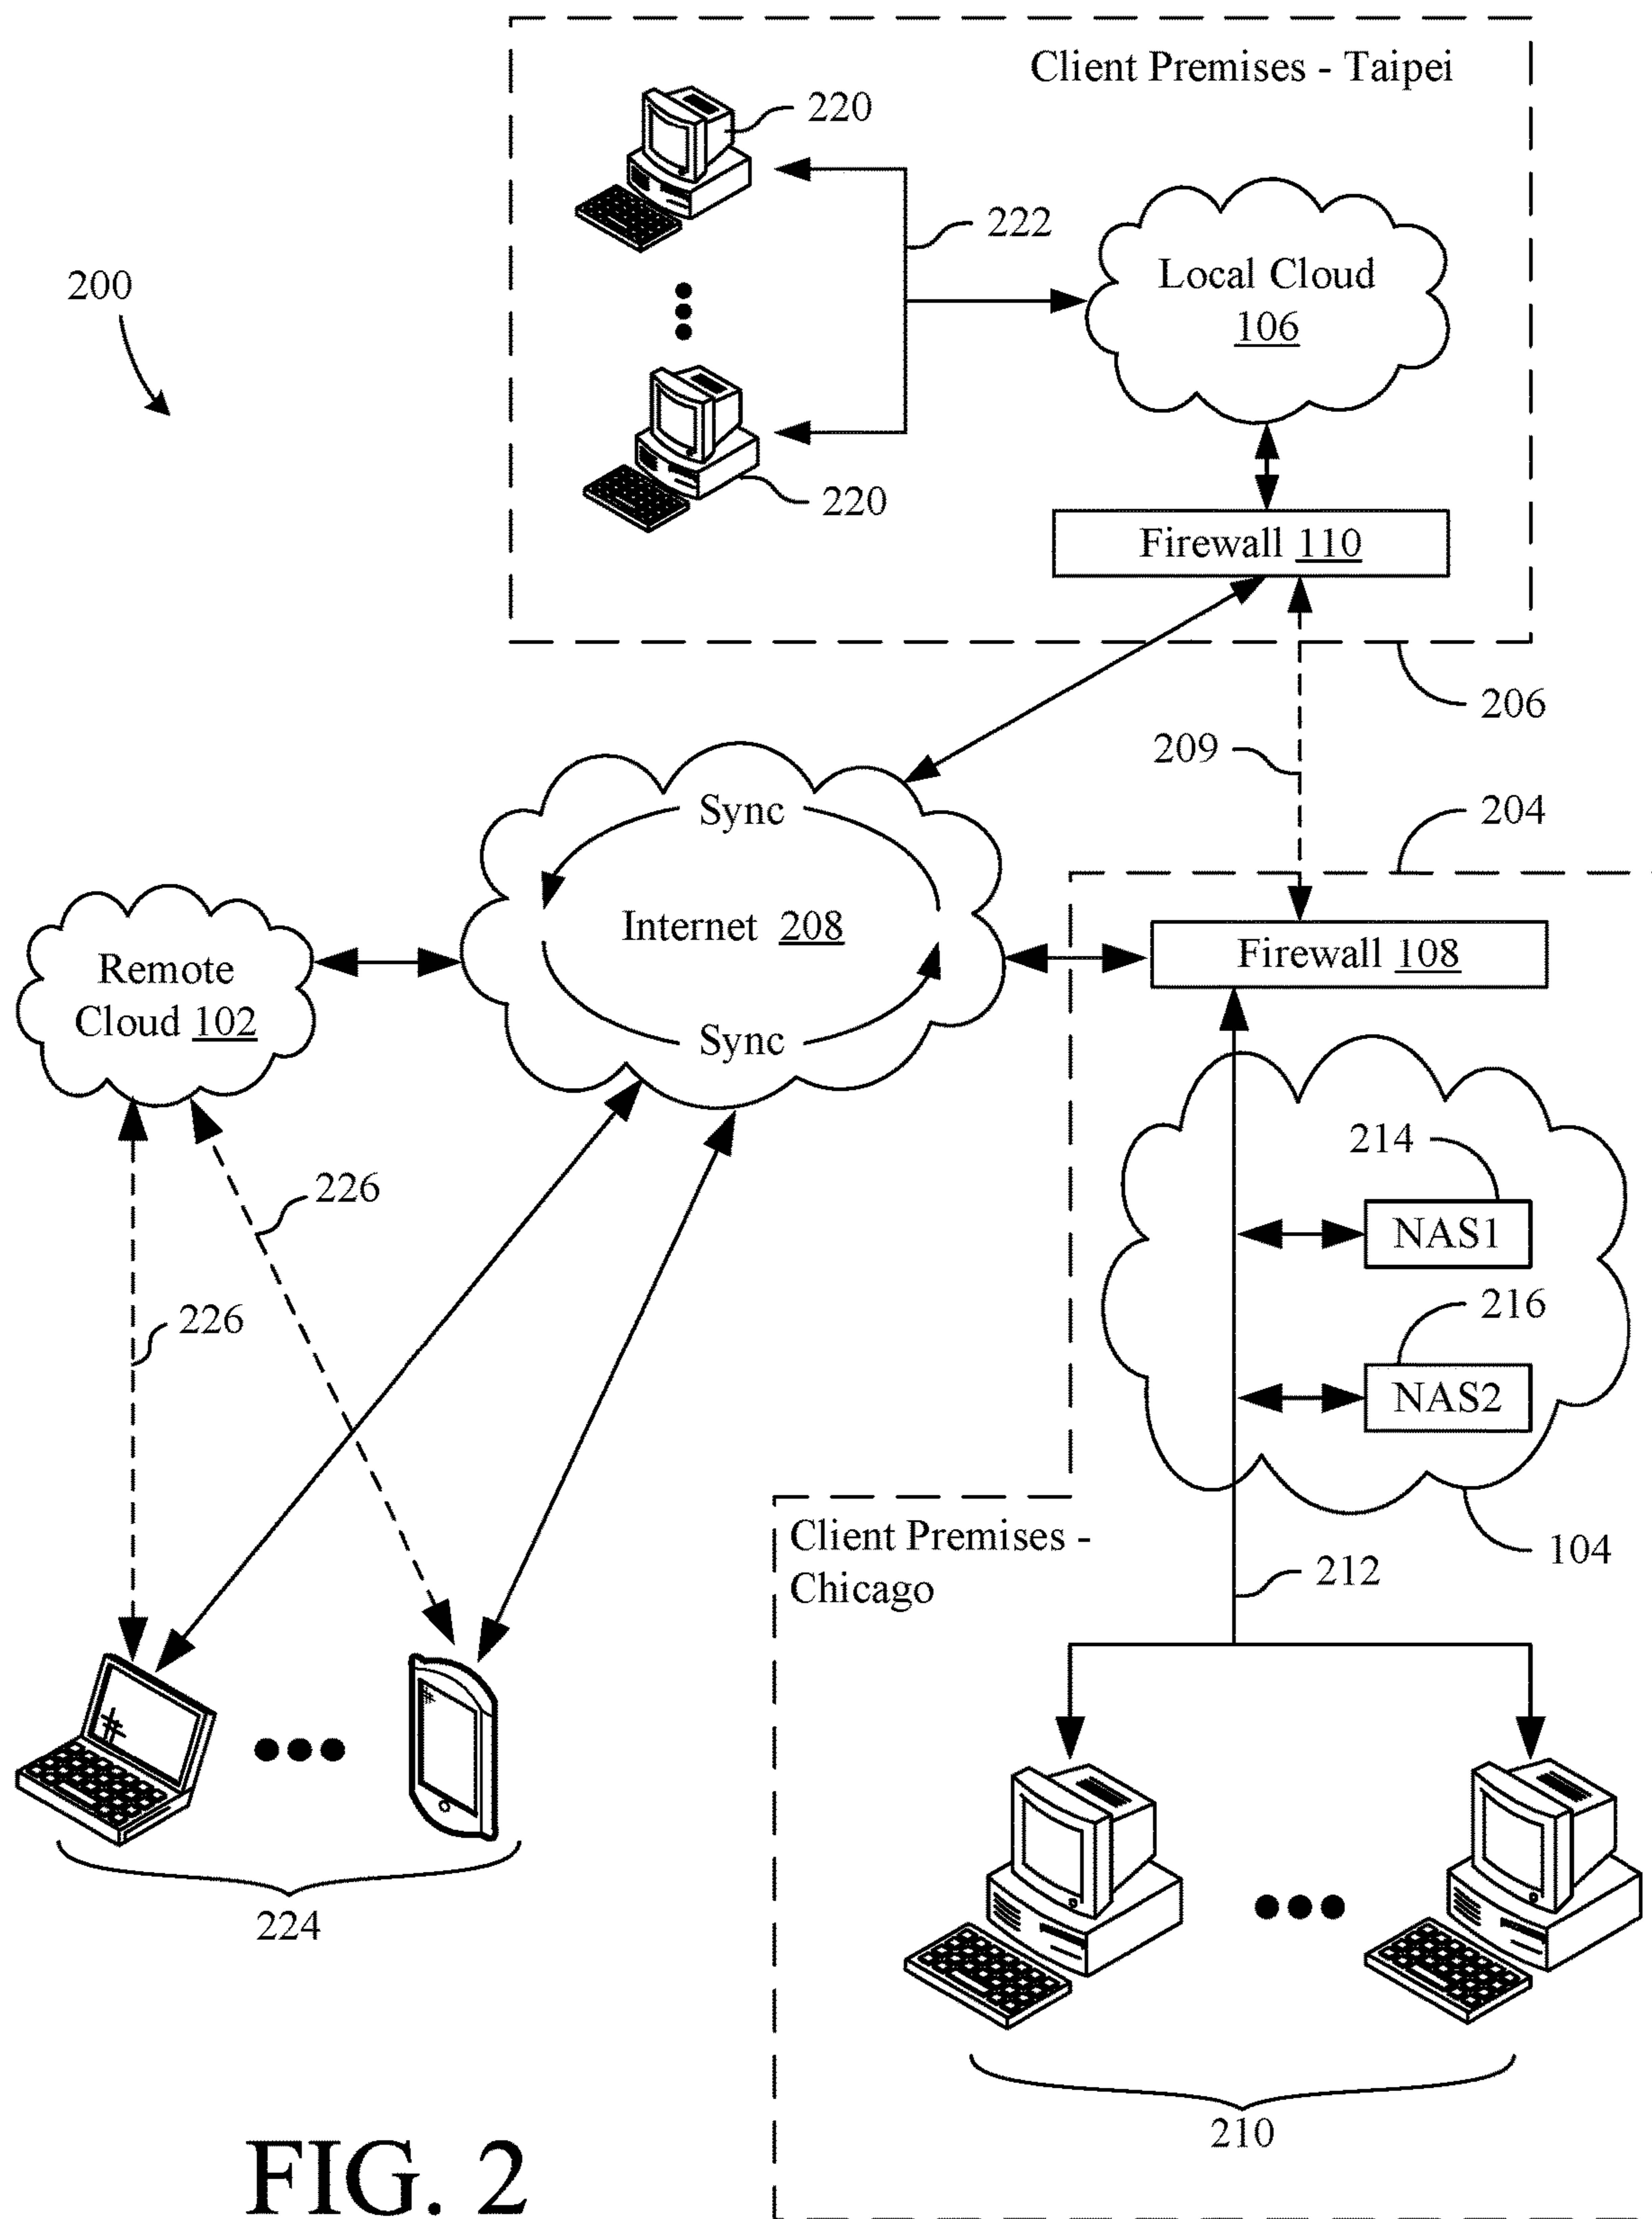 Client Premises - Taipei
220
222
200
Local Cloud
106
220
Firewall 110
206
209
204
Sync
Internet 208
Firewall 108
Remote
Cloud 102
Sync
214
226
NAS1
216
226
NAS2
Client Premises -
Chicago
104
212
224
210
FIG. 2